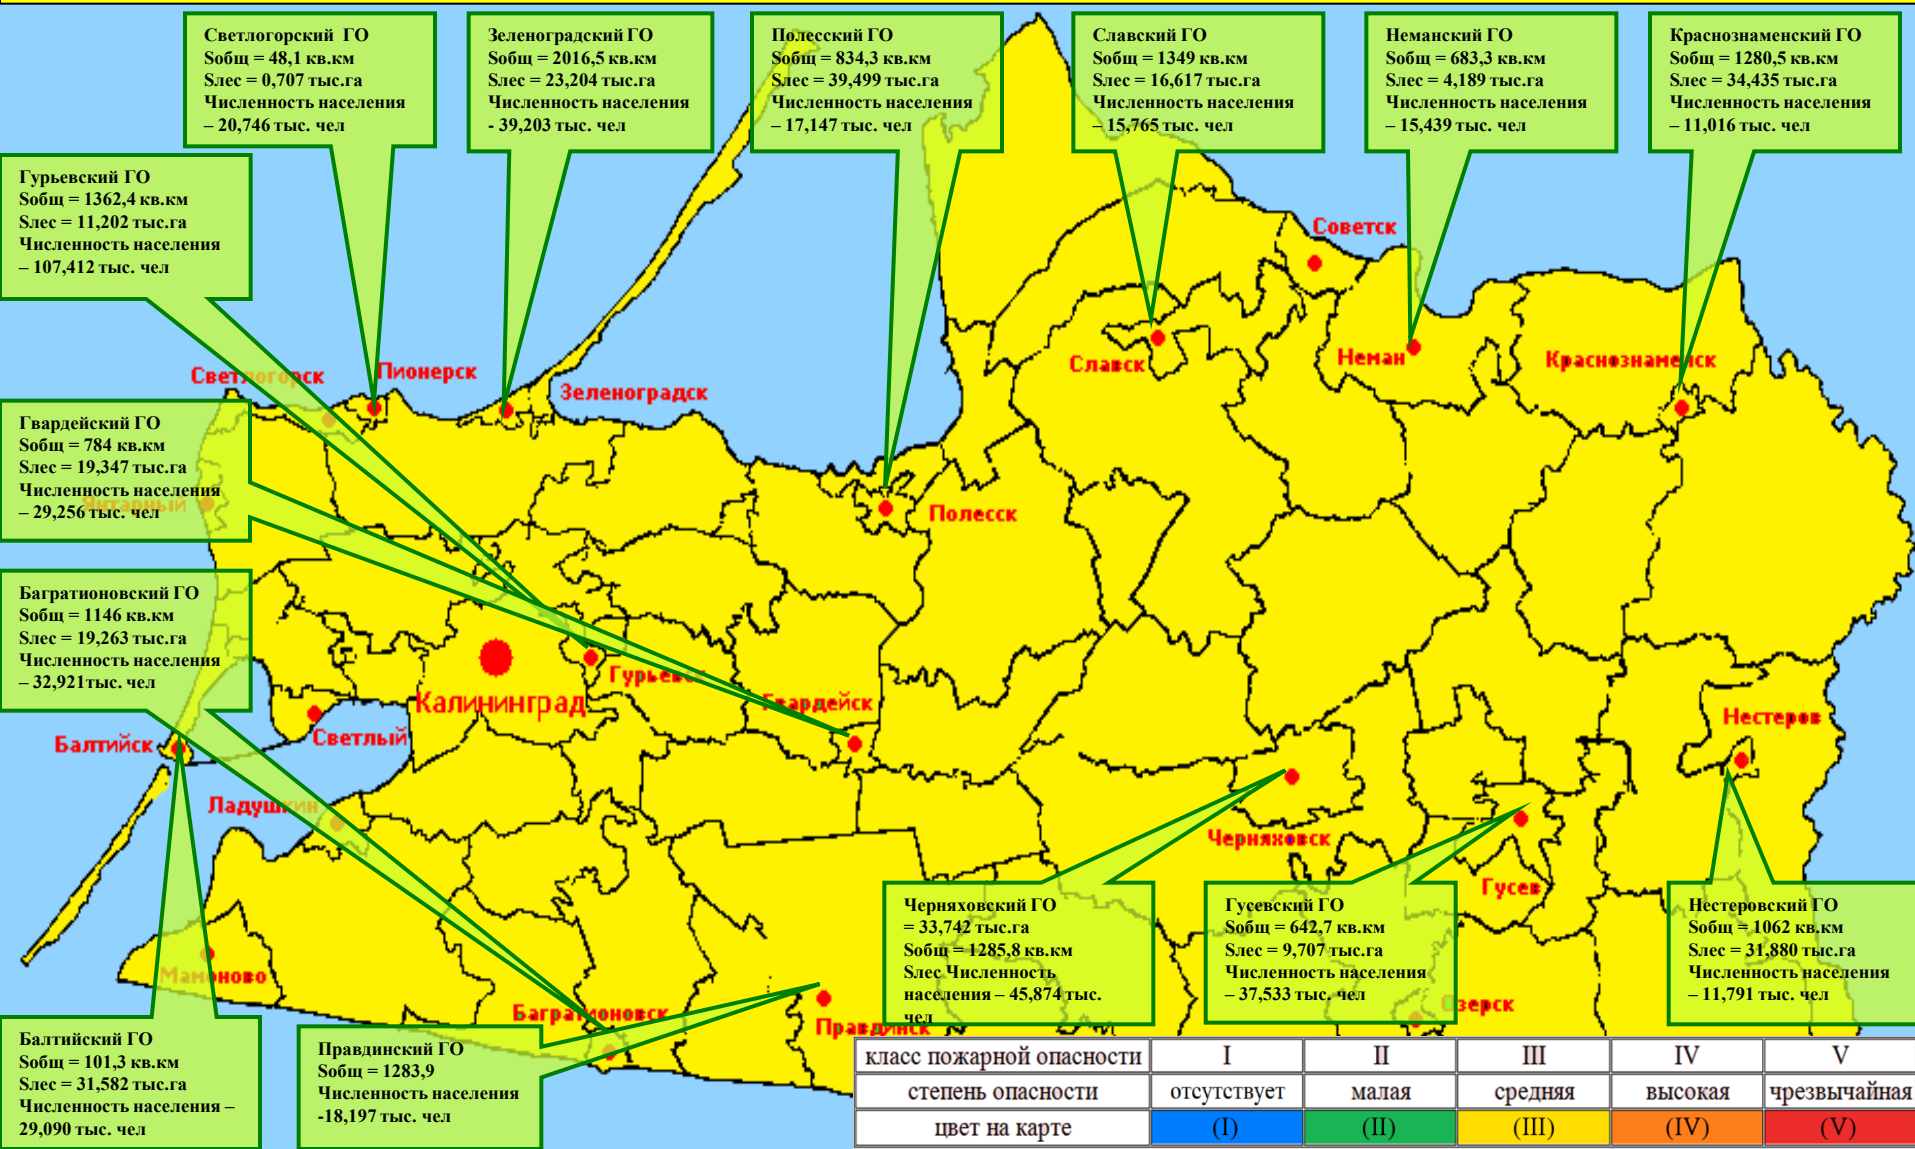 Светлогорский ГО
Sобщ = 48,1 кв.км
Sлес = 0,707 тыс.га
Численность населения
– 20,746 тыс. чел
Зеленоградский ГО
Sобщ = 2016,5 кв.км
Sлес = 23,204 тыс.га
Численность населения
- 39,203 тыс. чел
Полесский ГО
Sобщ = 834,3 кв.км
Sлес = 39,499 тыс.га
Численность населения
– 17,147 тыс. чел
Славский ГО
Sобщ = 1349 кв.км
Sлес = 16,617 тыс.га
Численность населения
– 15,765 тыс. чел
Неманский ГО
Sобщ = 683,3 кв.км
Sлес = 4,189 тыс.га
Численность населения
– 15,439 тыс. чел
Краснознаменский ГО
Sобщ = 1280,5 кв.км
Sлес = 34,435 тыс.га
Численность населения
– 11,016 тыс. чел
Гурьевский ГО
Sобщ = 1362,4 кв.км
Sлес = 11,202 тыс.га
Численность населения
– 107,412 тыс. чел
Советск
Славск
Неман
Краснознаменск
Светлогорск
Пионерск
Зеленоградск
Гвардейский ГО
Sобщ = 784 кв.км
Sлес = 19,347 тыс.га
Численность населения
– 29,256 тыс. чел
Янтарный
Полесск
Багратионовский ГО
Sобщ = 1146 кв.км
Sлес = 19,263 тыс.га
Численность населения
– 32,921тыс. чел
Гурьевск
Калининград
Гвардейск
Нестеров
Балтийск
Светлый
Ладушкин
Черняховск
Гусев
Мамоново
Багратионовск
Правдинск
Озерск
Черняховский ГО
= 33,742 тыс.га
Sобщ = 1285,8 кв.км
Sлес Численность
населения – 45,874 тыс.
чел
Гусевский ГО
Sобщ = 642,7 кв.км
Sлес = 9,707 тыс.га
Численность населения
– 37,533 тыс. чел
Нестеровский ГО
Sобщ = 1062 кв.км
Sлес = 31,880 тыс.га
Численность населения
– 11,791 тыс. чел
Балтийский ГО
Sобщ = 101,3 кв.км
Sлес = 31,582 тыс.га
Численность населения –
29,090 тыс. чел
Правдинский ГО
Sобщ = 1283,9
Численность населения
-18,197 тыс. чел
класс пожарной опасности I II III IV V
степень опасности отсутствует малая средняя высокая чрезвычайная
цвет на карте (I) (II) (III) (IV) (V)